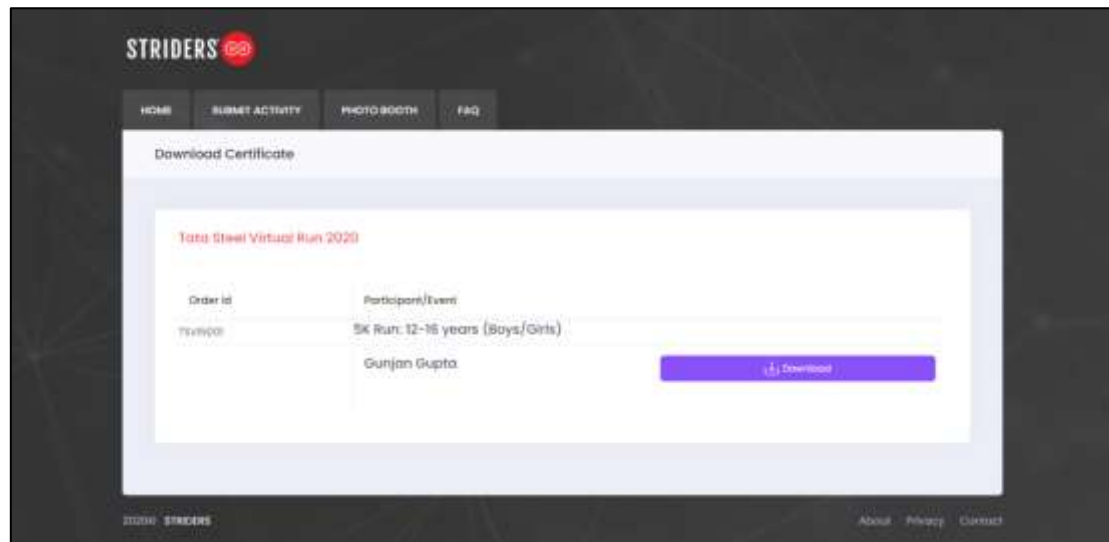 STRIDERS
HOME SUBMIT ACTIVITY PHOTO BOOTH FAQ
Download Certificate
Tata Steel Virtual Run 2020
Order Id Participant/Event
5K Run: 12-16 years (Boys/Girls)
Gunjan Gupta
Download
STRIDERS About Privacy Contact